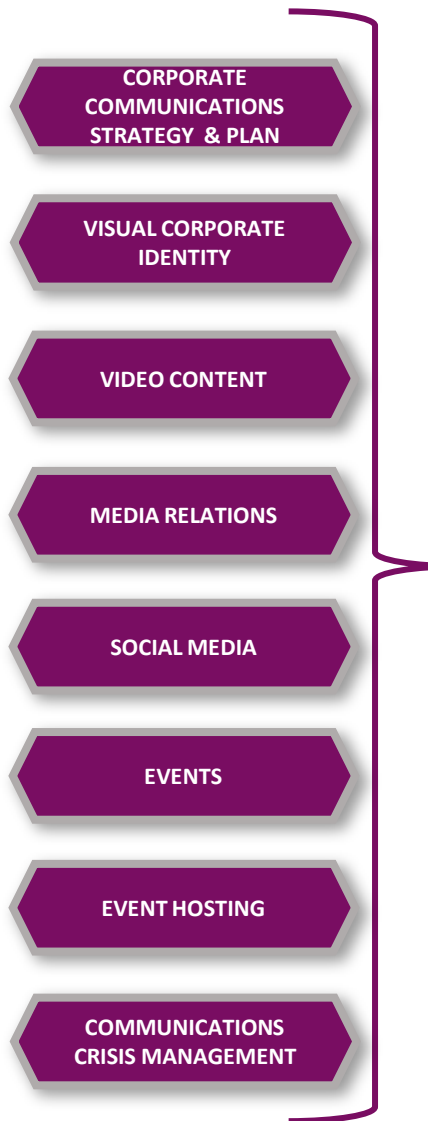 CORPORATE
COMMUNICATIONS
STRATEGY & PLAN
VISUAL CORPORATE
IDENTITY
VIDEO CONTENT
MEDIA RELATIONS
SOCIAL MEDIA
EVENTS
EVENT HOSTING
COMMUNICATIONS
CRISIS MANAGEMENT